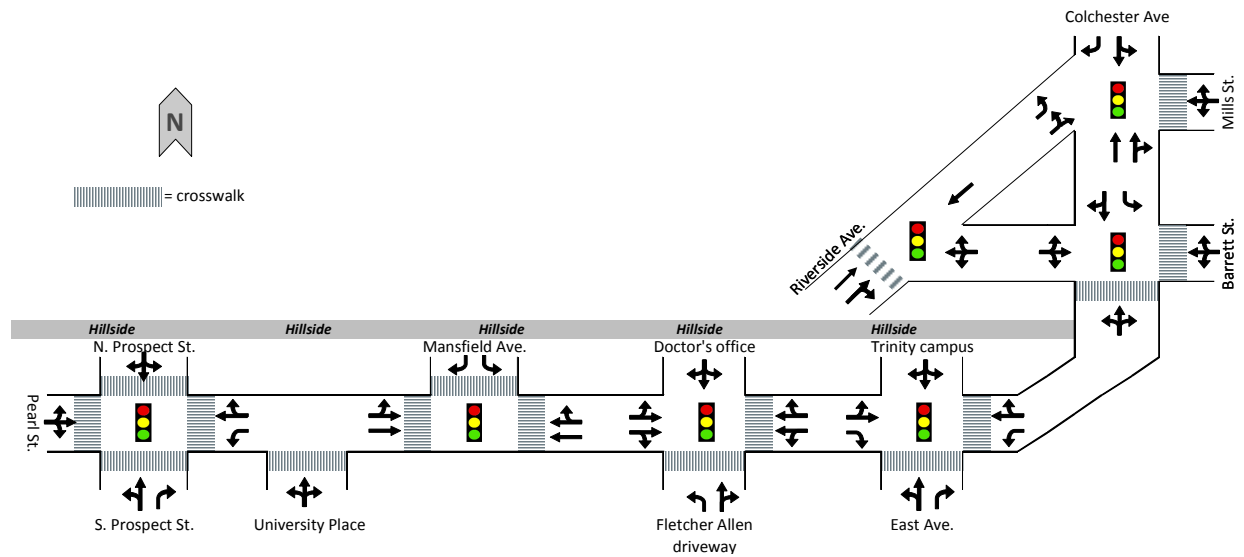 Colchester Ave
Mills St.
N
= crosswalk
Riverside Ave.
Barrett St.
Hillside
Hillside
Hillside
Hillside
Hillside
N. Prospect St.
Mansfield Ave.
Doctor's office
Trinity campus
Pearl St.
S. Prospect St.
University Place
Fletcher Allen
driveway
East Ave.